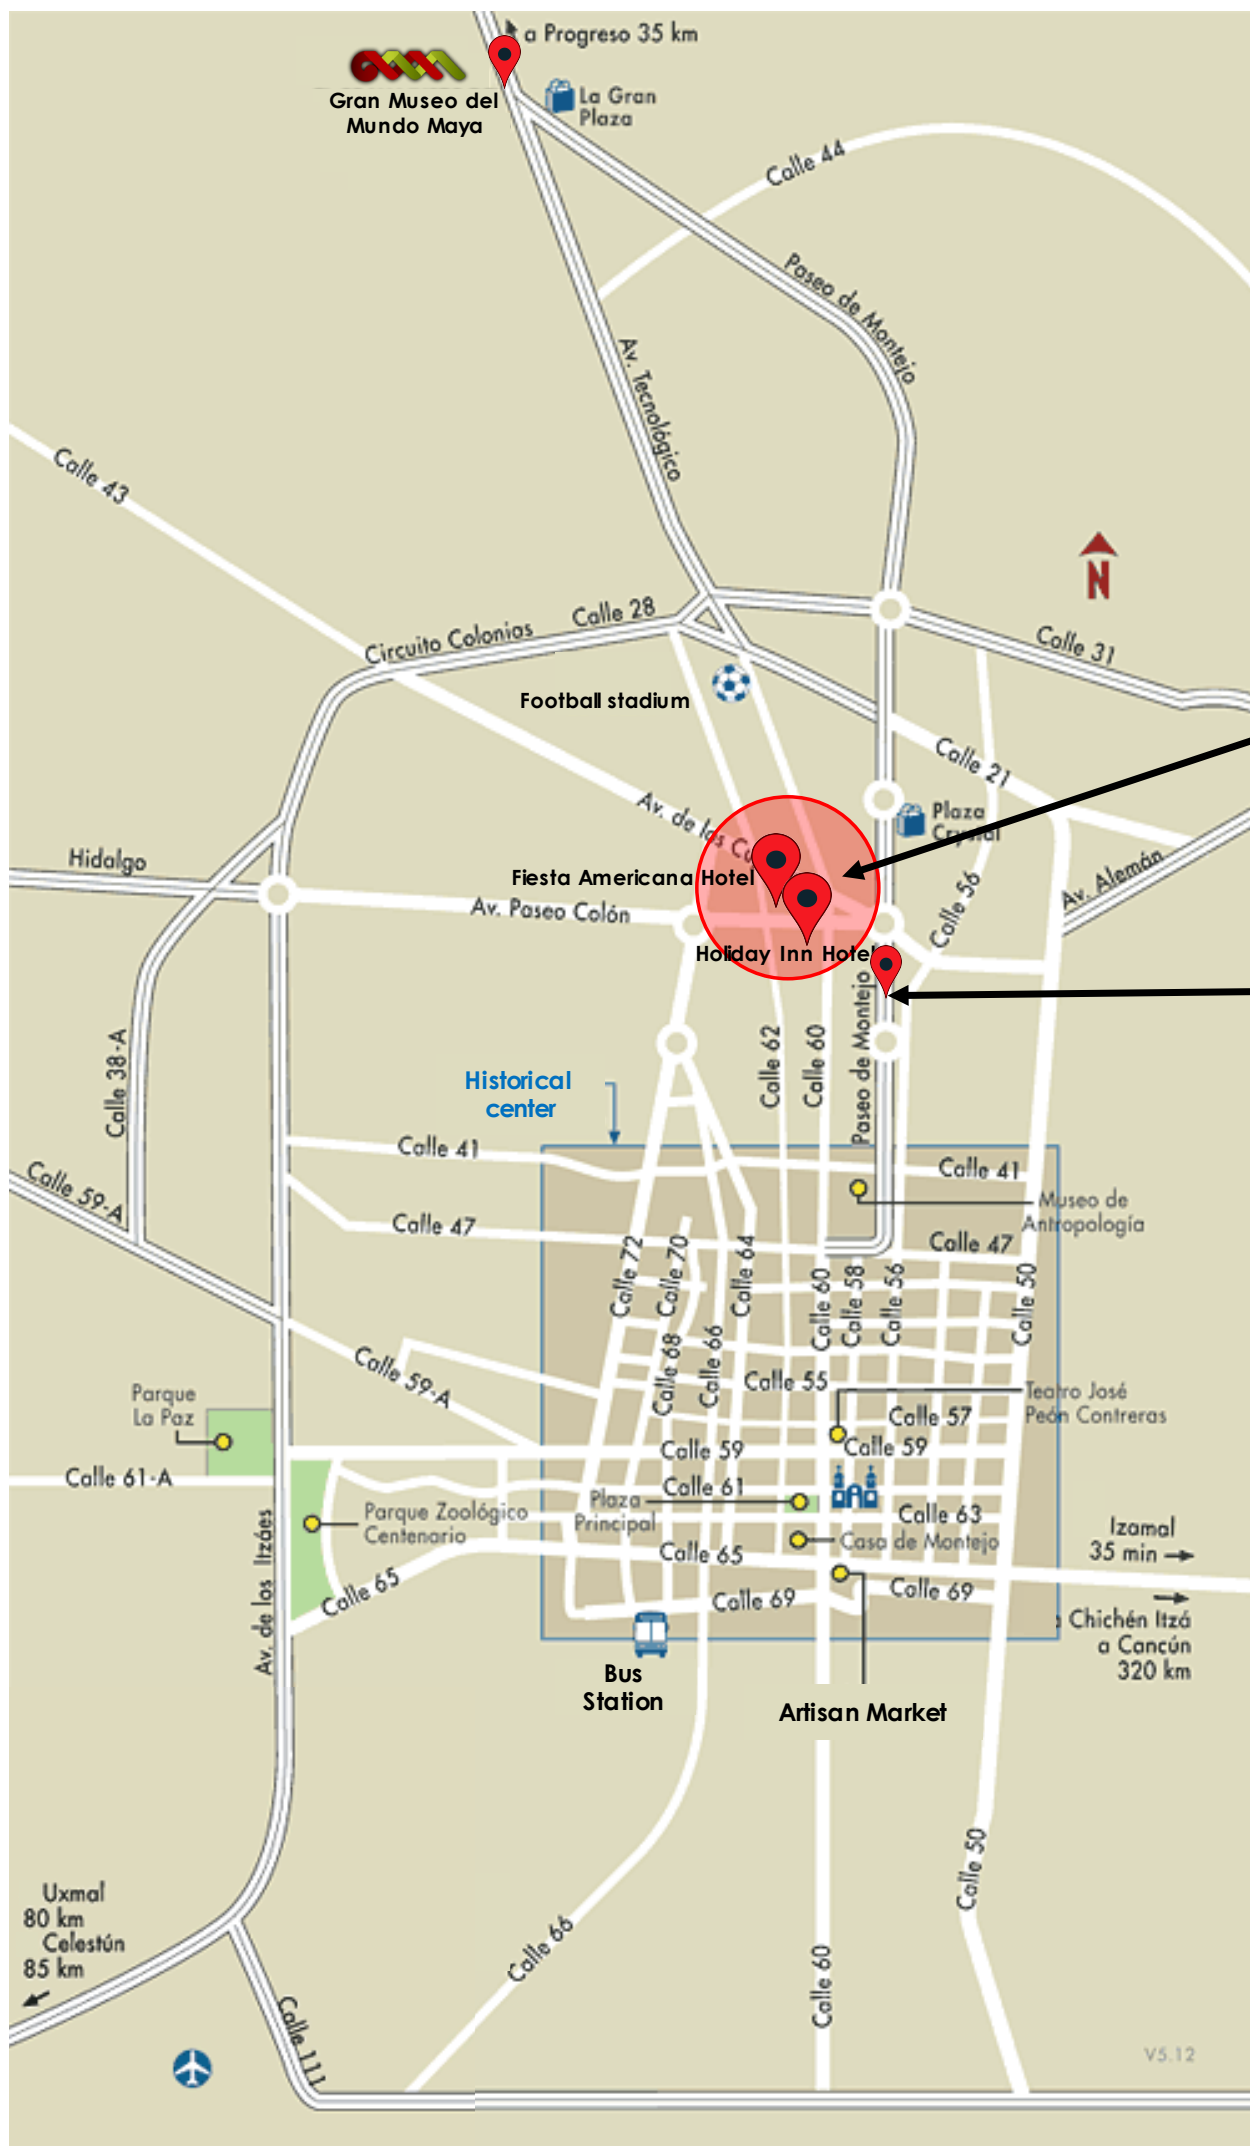 a Progreso 35 km
Gran Museo del
Mundo Maya
La Gran
Plaza
Calle 44
Paseo de Montejo
Av. Tecnológico
Calle 43
N
Calle 28
Circuito Colonias
Calle 31
Football stadium
Calle 21
Av. de los
Plaza
Crystal
Hidalgo
Fiesta Americana Hotel
Av. Alemán
Av. Paseo Colón
Calle 56
Holiday Inn Hotel
Paseo de Montejo
Calle 38-A
Calle 62
Calle 60
Historical
center
Calle 41
Calle 41
Calle 59-A
Museo de
Antropología
Calle 47
Calle 47
Calle 72
Calle 70
Calle 64
Calle 60
Calle 58
Calle 56
Calle 50
Calle 68
Calle 66
Calle 59-A
Calle 55
Parque
La Paz
Teatro José
Peón Contreras
Calle 57
Calle 59
Calle 59
Calle 61-A
Calle 61
Plaza
Principal
Parque Zoológico
Centenario
Calle 63
Casa de Montejo
Izamal
35 min
Calle 65
Calle 65
Calle 69
Calle 69
Av. de los Itzáes
a Chichén Itzá
a Cancún
320 km
Bus
Station
Artisan Market
Calle 50
Uxmal
80 km
Celestún
85 km
Calle 66
Calle 60
Calle 111
V5.12